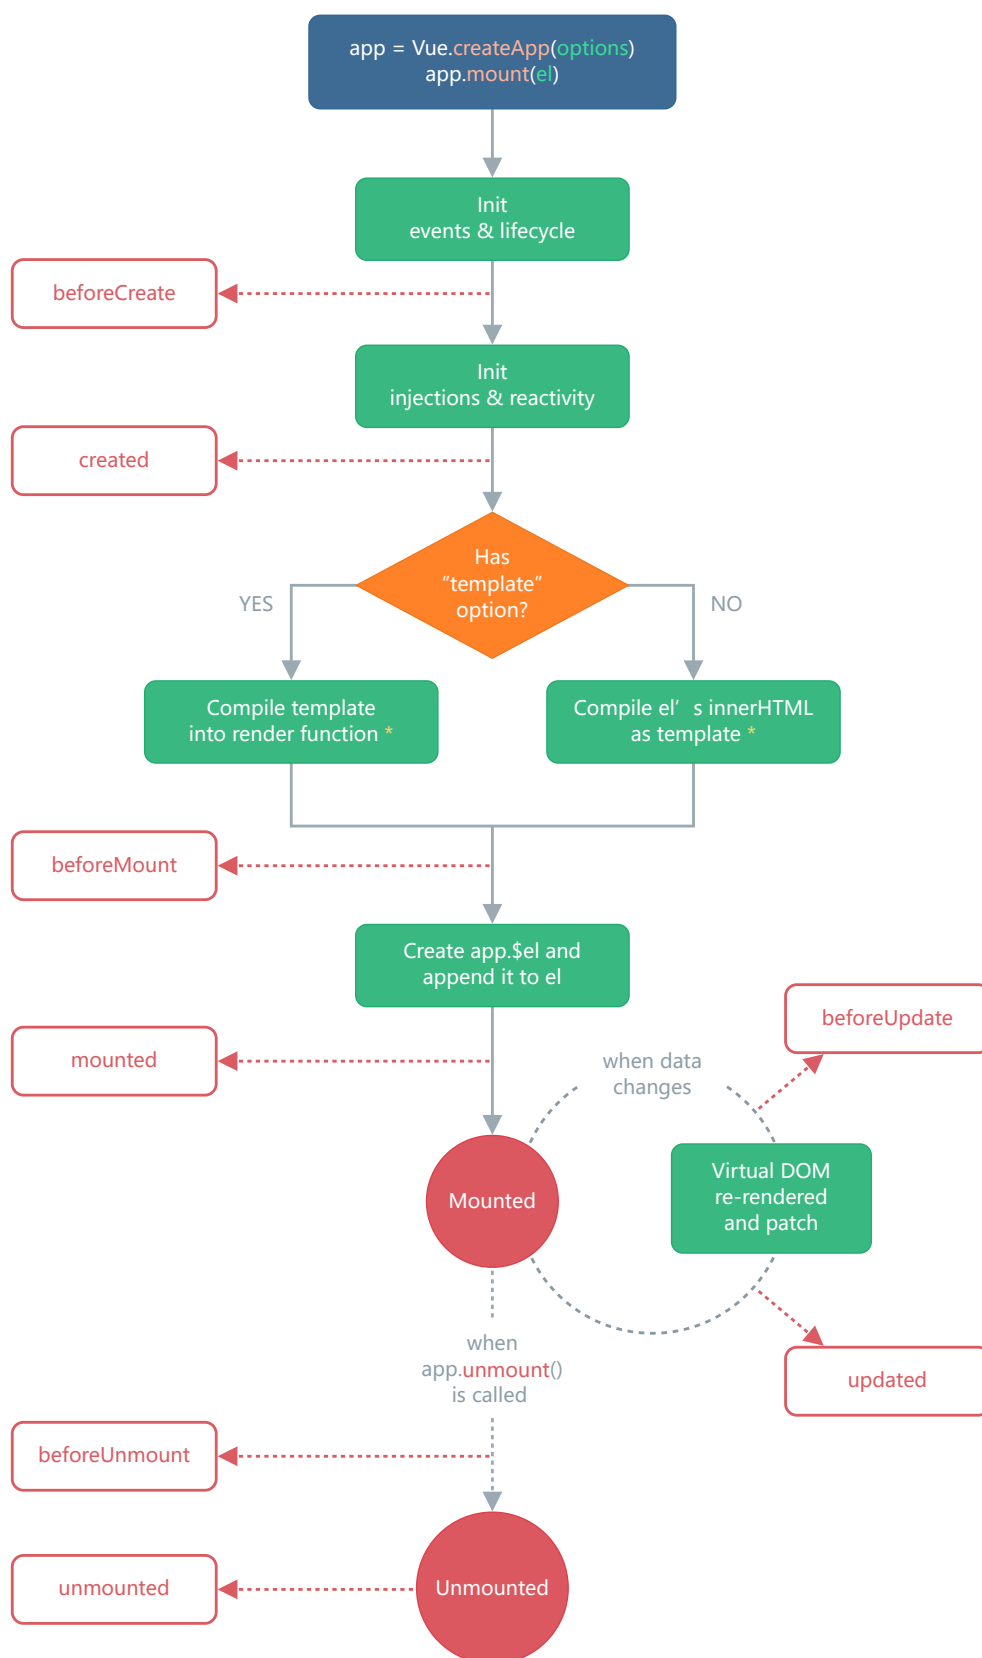 app = Vue.createApp(options)
app.mount(el)
Init
events & lifecycle
beforeCreate
Init
injections & reactivity
created
Has
“template”
option?
YES
NO
Compile template
into render function *
Compile el’ s innerHTML
as template *
beforeMount
Create app.$el and
append it to el
beforeUpdate
mounted
when data
changes
Virtual DOM
re-rendered
and patch
Mounted
when
app.unmount()
is called
updated
beforeUnmount
unmounted
Unmounted